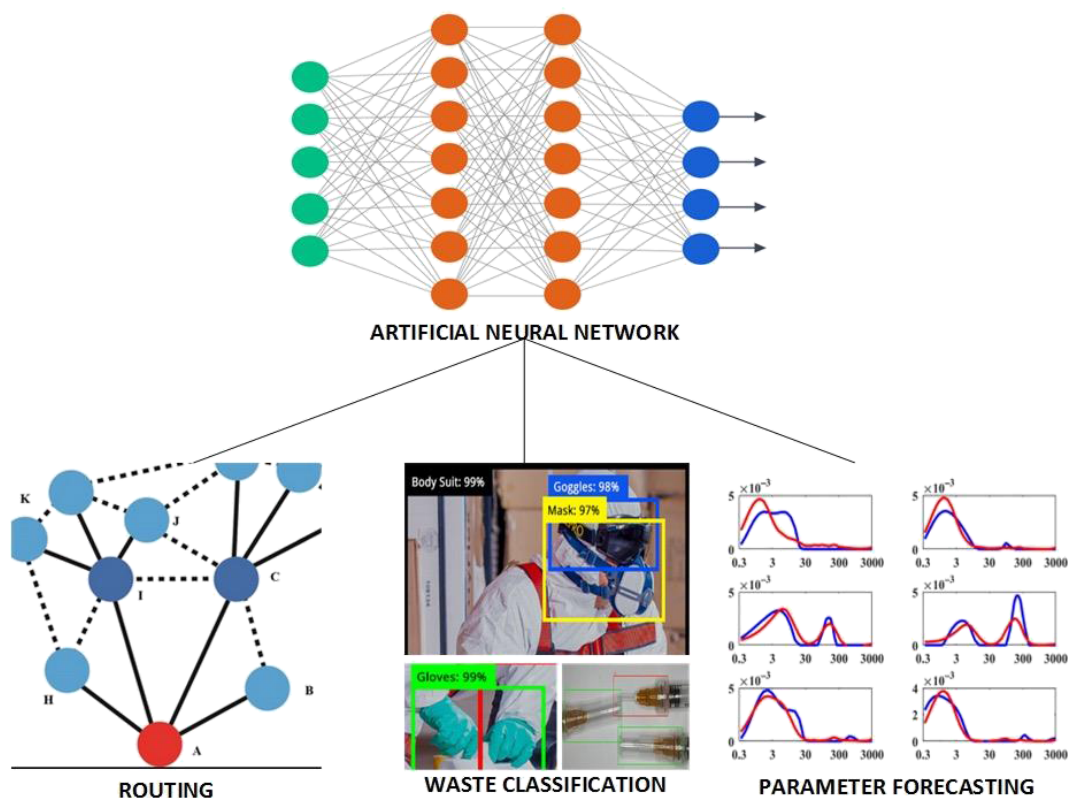 ARTIFICIAL NEURAL NETWORK
K
J
I
C
H
B
A
ROUTING
Body Suit: 99%
Goggles: 98%
Mask: 97%
Gloves: 99%
WASTE CLASSIFICATION
5 ×10⁻³
0
0.3 3 30 300 3000
5 ×10⁻³
0
0.3 3 30 300 3000
5 ×10⁻³
0
0.3 3 30 300 3000
5 ×10⁻³
0
0.3 3 30 300 3000
5 ×10⁻³
0
0.3 3 30 300 3000
4 ×10⁻³
2
0
0.3 3 30 300 3000
PARAMETER FORECASTING